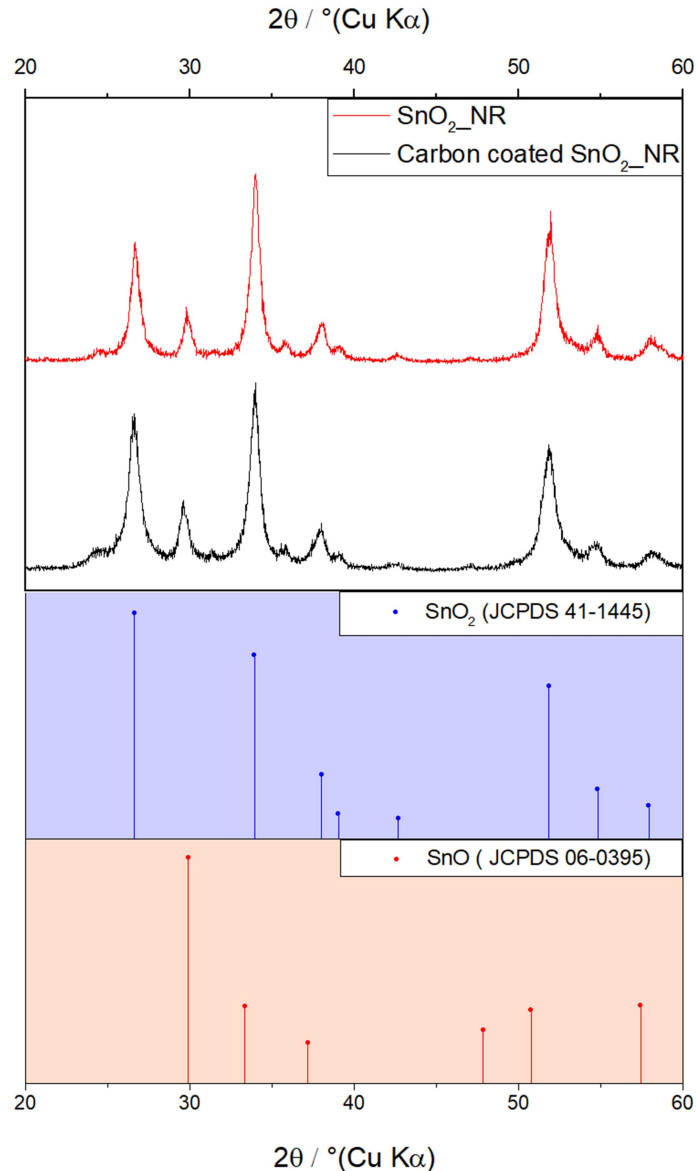 2θ / °(Cu Kα)
20 30 40 50 60
SnO₂_NR
Carbon coated SnO₂_NR
SnO₂ (JCPDS 41-1445)
SnO ( JCPDS 06-0395)
20 30 40 50 60
2θ / °(Cu Kα)